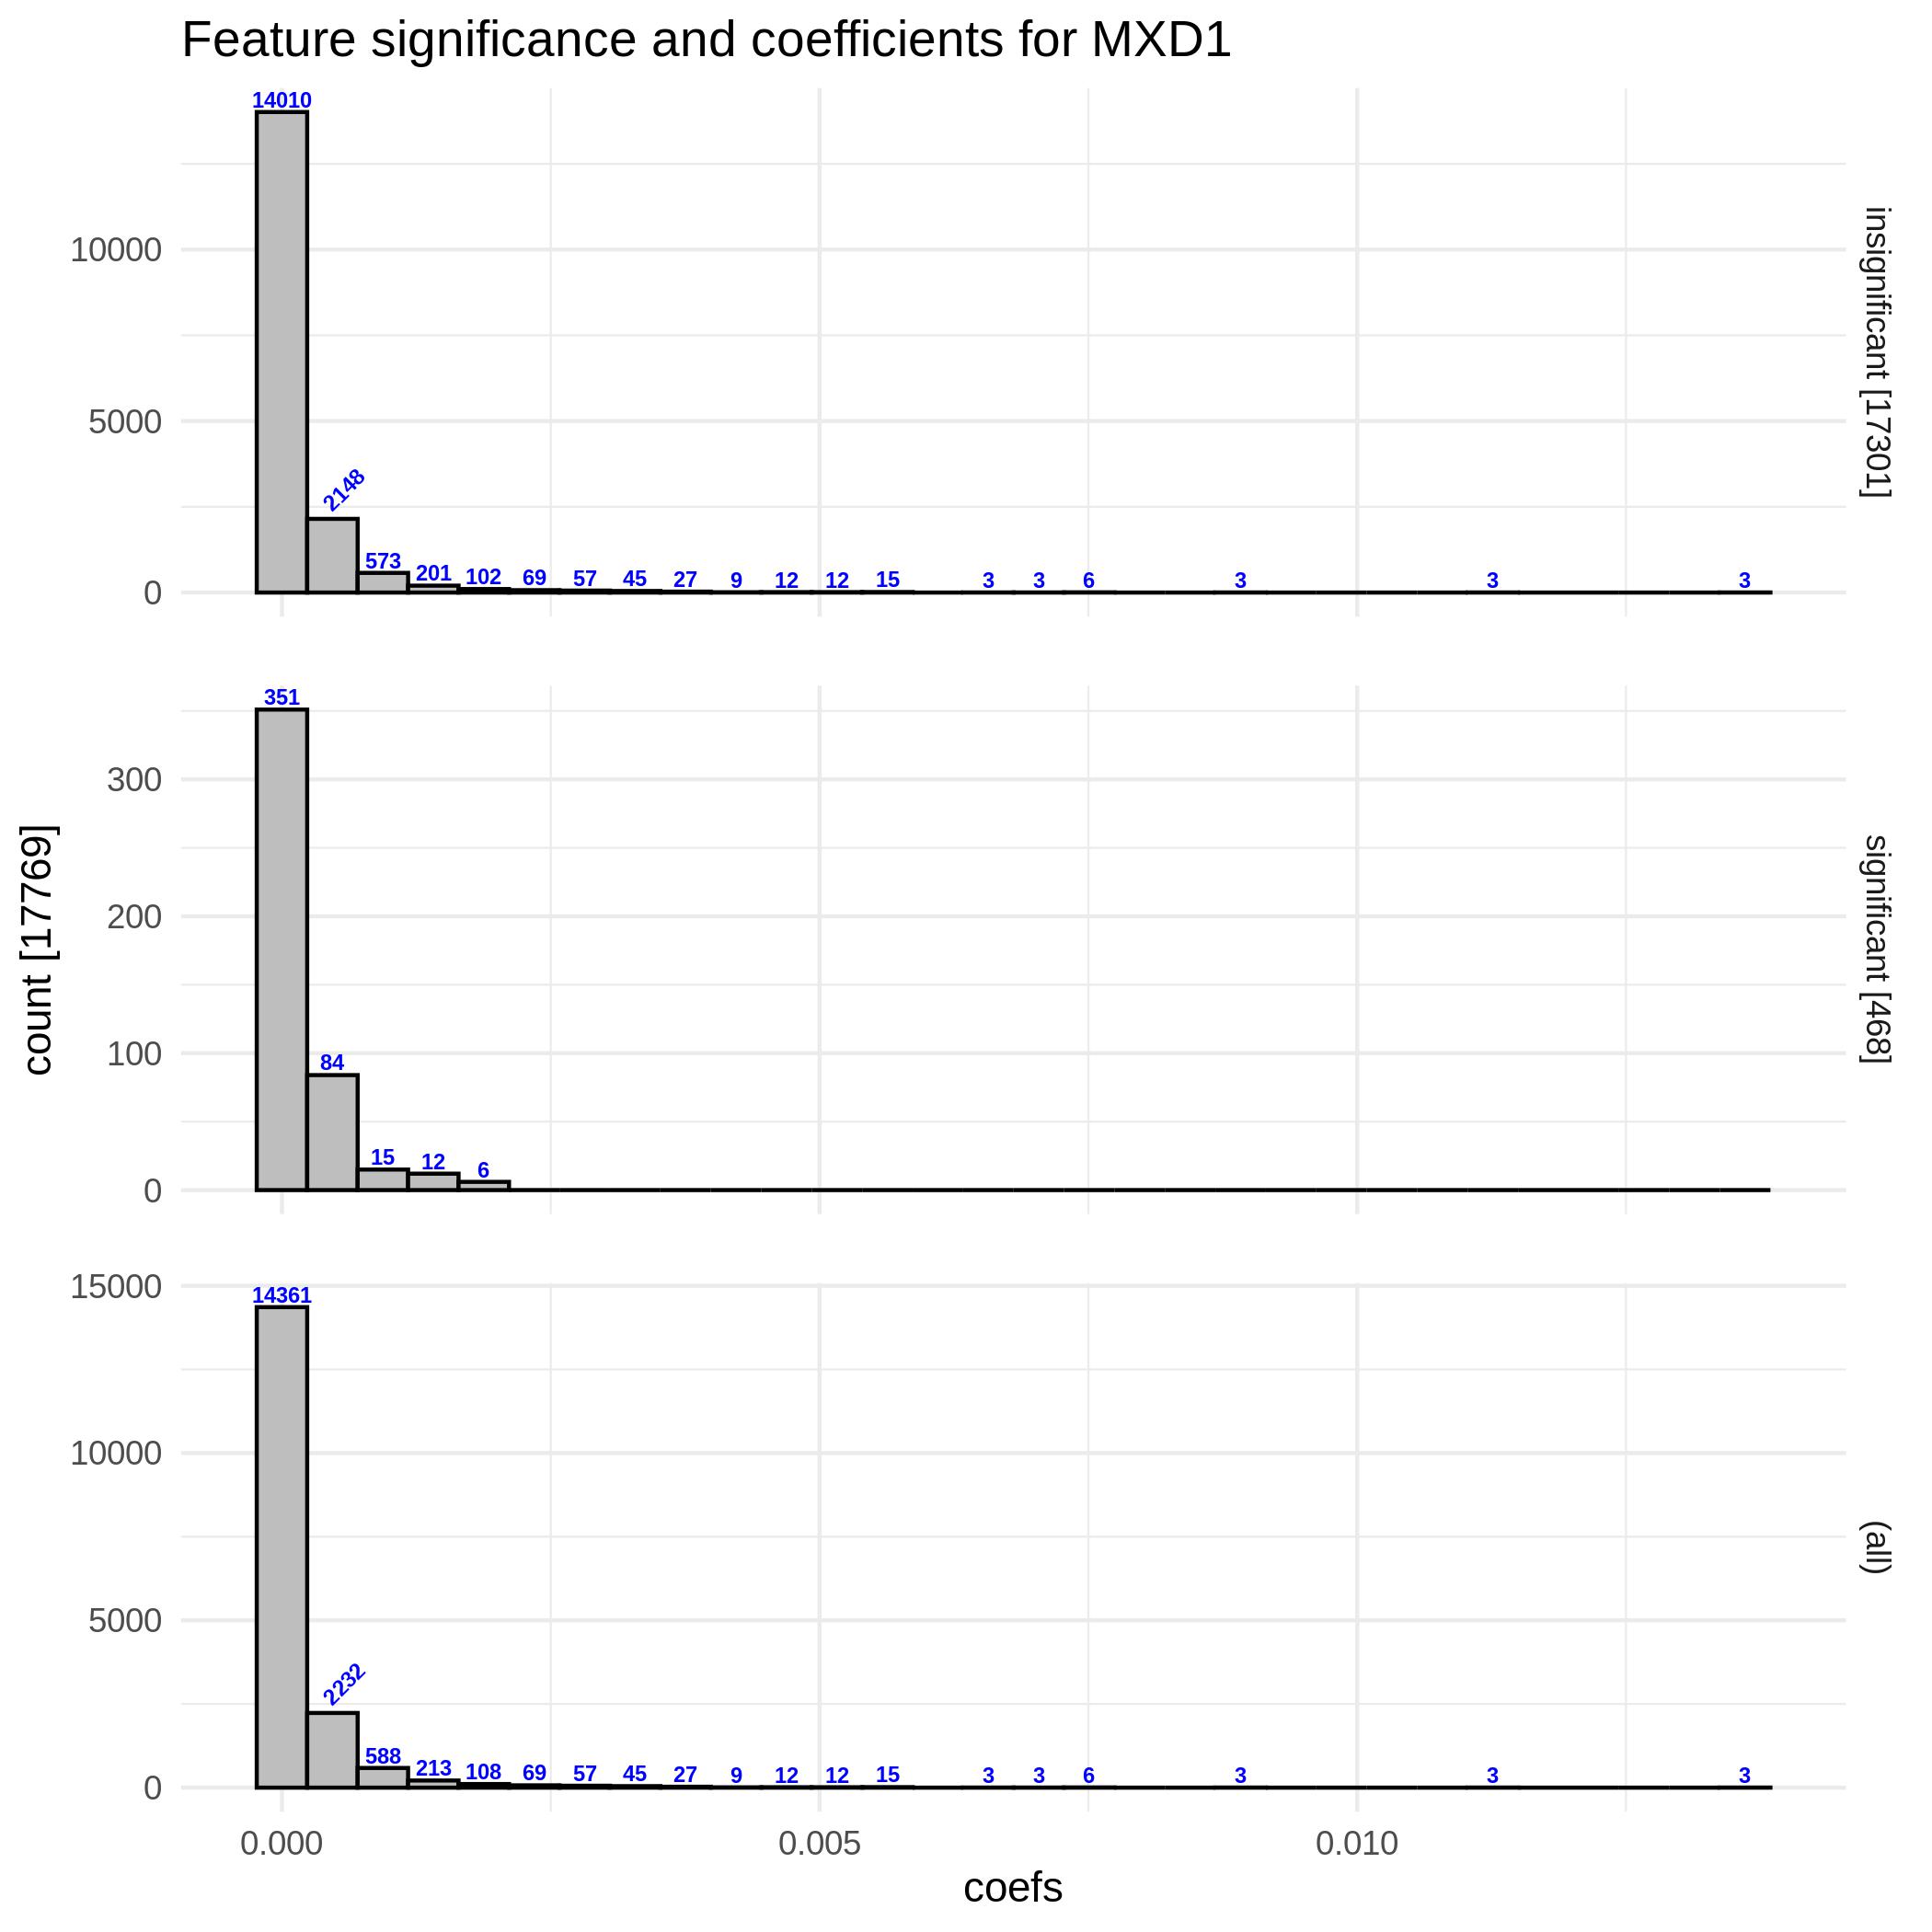 Feature significance and coefficients for MXD1
14010
2148
573 201 102 69 57 45 27 9 12 12 15 3 3 6 3 3 3
10000
5000
0
insignificant [17301]
351
84
15 12 6
300
200
100
0
significant [468]
count [17769]
14361
2232
588 213 108 69 57 45 27 9 12 12 15 3 3 6 3 3 3
15000
10000
5000
0
(all)
0.000 0.005 0.010
coefs